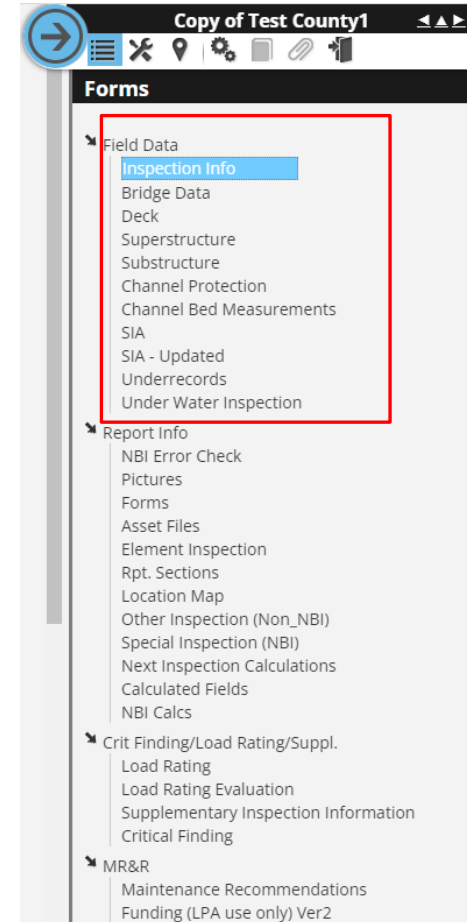 Copy of Test County1
Forms
Field Data
Inspection Info
Bridge Data
Deck
Superstructure
Substructure
Channel Protection
Channel Bed Measurements
SIA
SIA - Updated
Underrecords
Under Water Inspection
Report Info
NBI Error Check
Pictures
Forms
Asset Files
Element Inspection
Rpt. Sections
Location Map
Other Inspection (Non_NBI)
Special Inspection (NBI)
Next Inspection Calculations
Calculated Fields
NBI Calcs
Crit Finding/Load Rating/Suppl.
Load Rating
Load Rating Evaluation
Supplementary Inspection Information
Critical Finding
MR&R
Maintenance Recommendations
Funding (LPA use only) Ver2